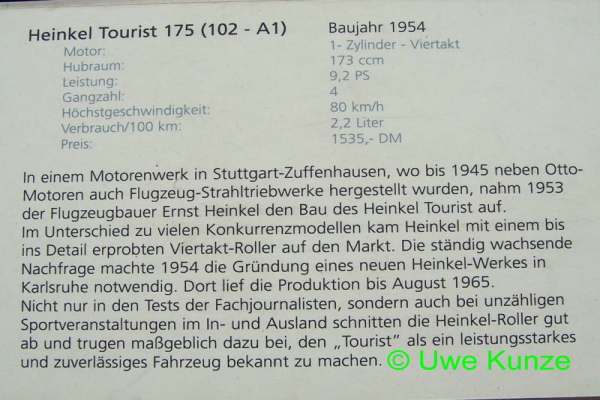 Heinkel Tourist 175 (102 - A1) Baujahr 1954
Motor: 1- Zylinder - Viertakt
Hubraum: 173 ccm
Leistung: 9,2 PS
Gangzahl: 4
Höchstgeschwindigkeit: 80 km/h
Verbrauch/100 km: 2,2 Liter
Preis: 1535,- DM
In einem Motorenwerk in Stuttgart-Zuffenhausen, wo bis 1945 neben Otto-
Motoren auch Flugzeug-Strahltriebwerke hergestellt wurden, nahm 1953
der Flugzeugbauer Ernst Heinkel den Bau des Heinkel Tourist auf.
Im Unterschied zu vielen Konkurrenzmodellen kam Heinkel mit einem bis
ins Detail erprobten Viertakt-Roller auf den Markt. Die ständig wachsende
Nachfrage machte 1954 die Gründung eines neuen Heinkel-Werkes in
Karlsruhe notwendig. Dort lief die Produktion bis August 1965.
Nicht nur in den Tests der Fachjournalisten, sondern auch bei unzähligen
Sportveranstaltungen im In- und Ausland schnitten die Heinkel-Roller gut
ab und trugen maßgeblich dazu bei, den „Tourist" als ein leistungsstarkes
und zuverlässiges Fahrzeug bekannt zu machen.
© Uwe Kunze